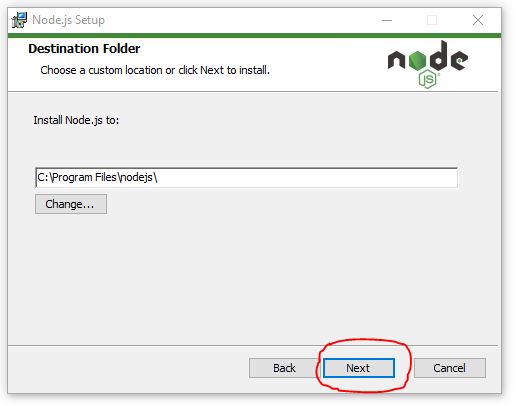 Node.js Setup
Destination Folder
Choose a custom location or click Next to install.
node
JS
Install Node.js to:
C:\Program Files\nodejs\
Change...
Back Next Cancel